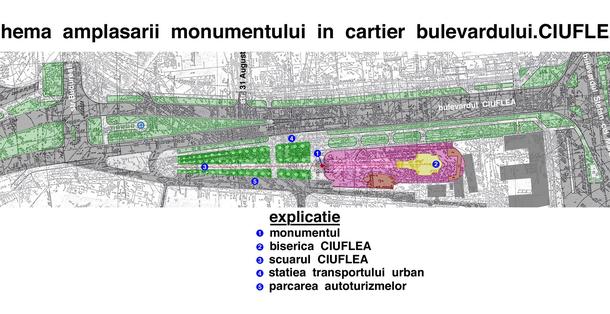 hema amplasarii monumentului in cartier bulevardului.CIUFLE
31 August
bulevardut CIUFLEA
explicatie
1 monumentul
2 biserica CIUFLEA
3 scuarul CIUFLEA
4 statiea transportului urban
5 parcarea autoturizmelor